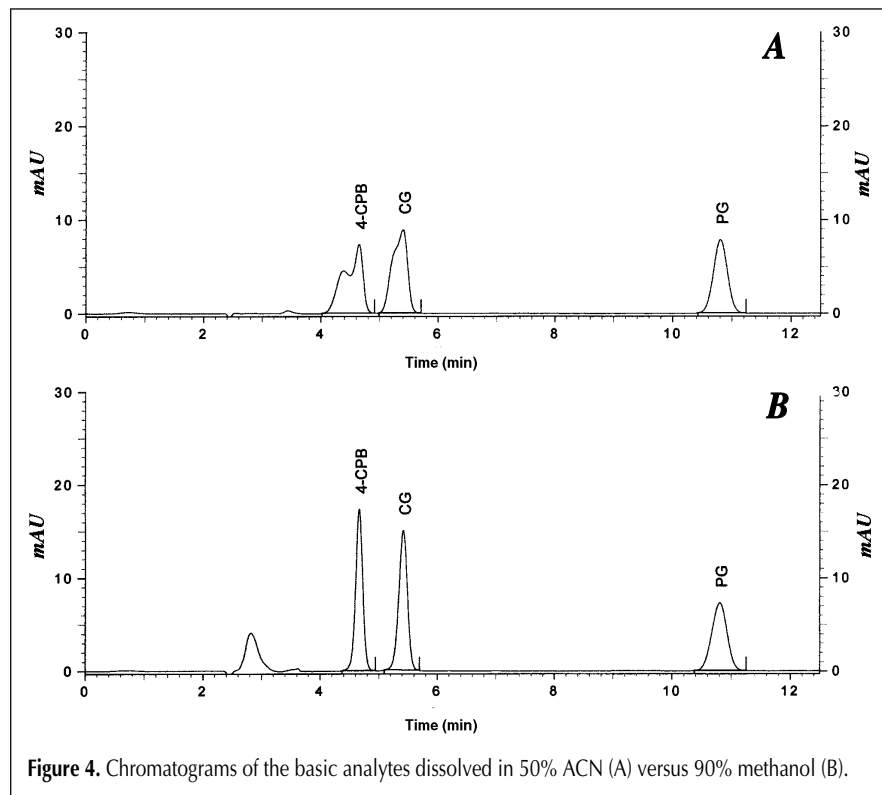 A
30
20
10
0
mAU
30
20
10
0
mAU
4-CPB
CG
PG
0 2 4 6 8 10 12
Time (min)
B
30
20
10
0
mAU
30
20
10
0
mAU
4-CPB
CG
PG
0 2 4 6 8 10 12
Time (min)
Figure 4. Chromatograms of the basic analytes dissolved in 50% ACN (A) versus 90% methanol (B).